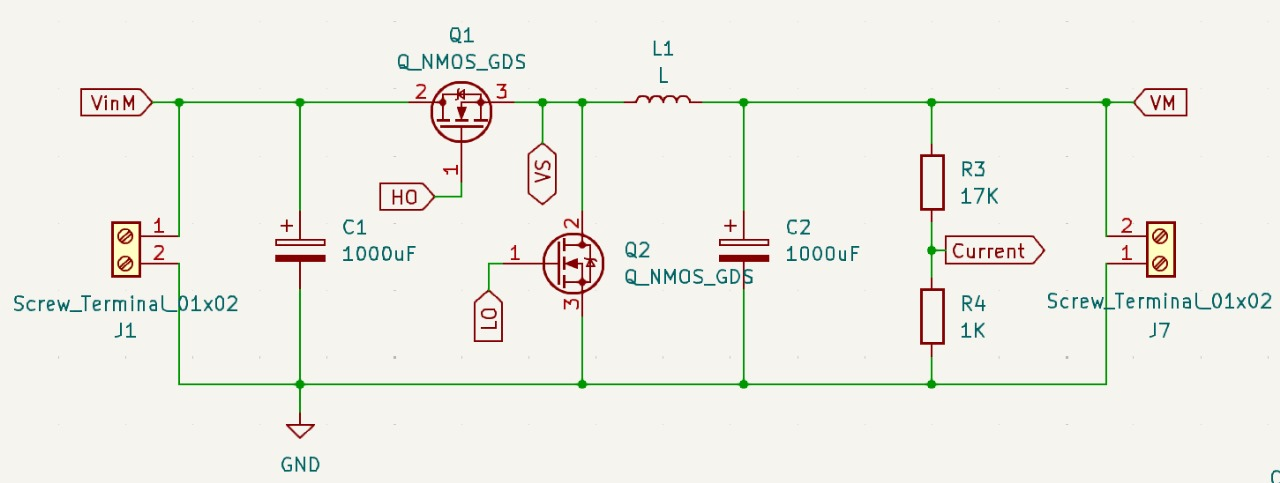 Q1
Q_NMOS_GDS
L1
L
VinM
2
3
VM
1
HO
VS
R3
17K
1
2
C1
1000uF
2
1
Q2
Q_NMOS_GDS
3
LO
C2
1000uF
Current
2
1
Screw_Terminal_01x02
J1
R4
1K
Screw_Terminal_01x02
J7
GND